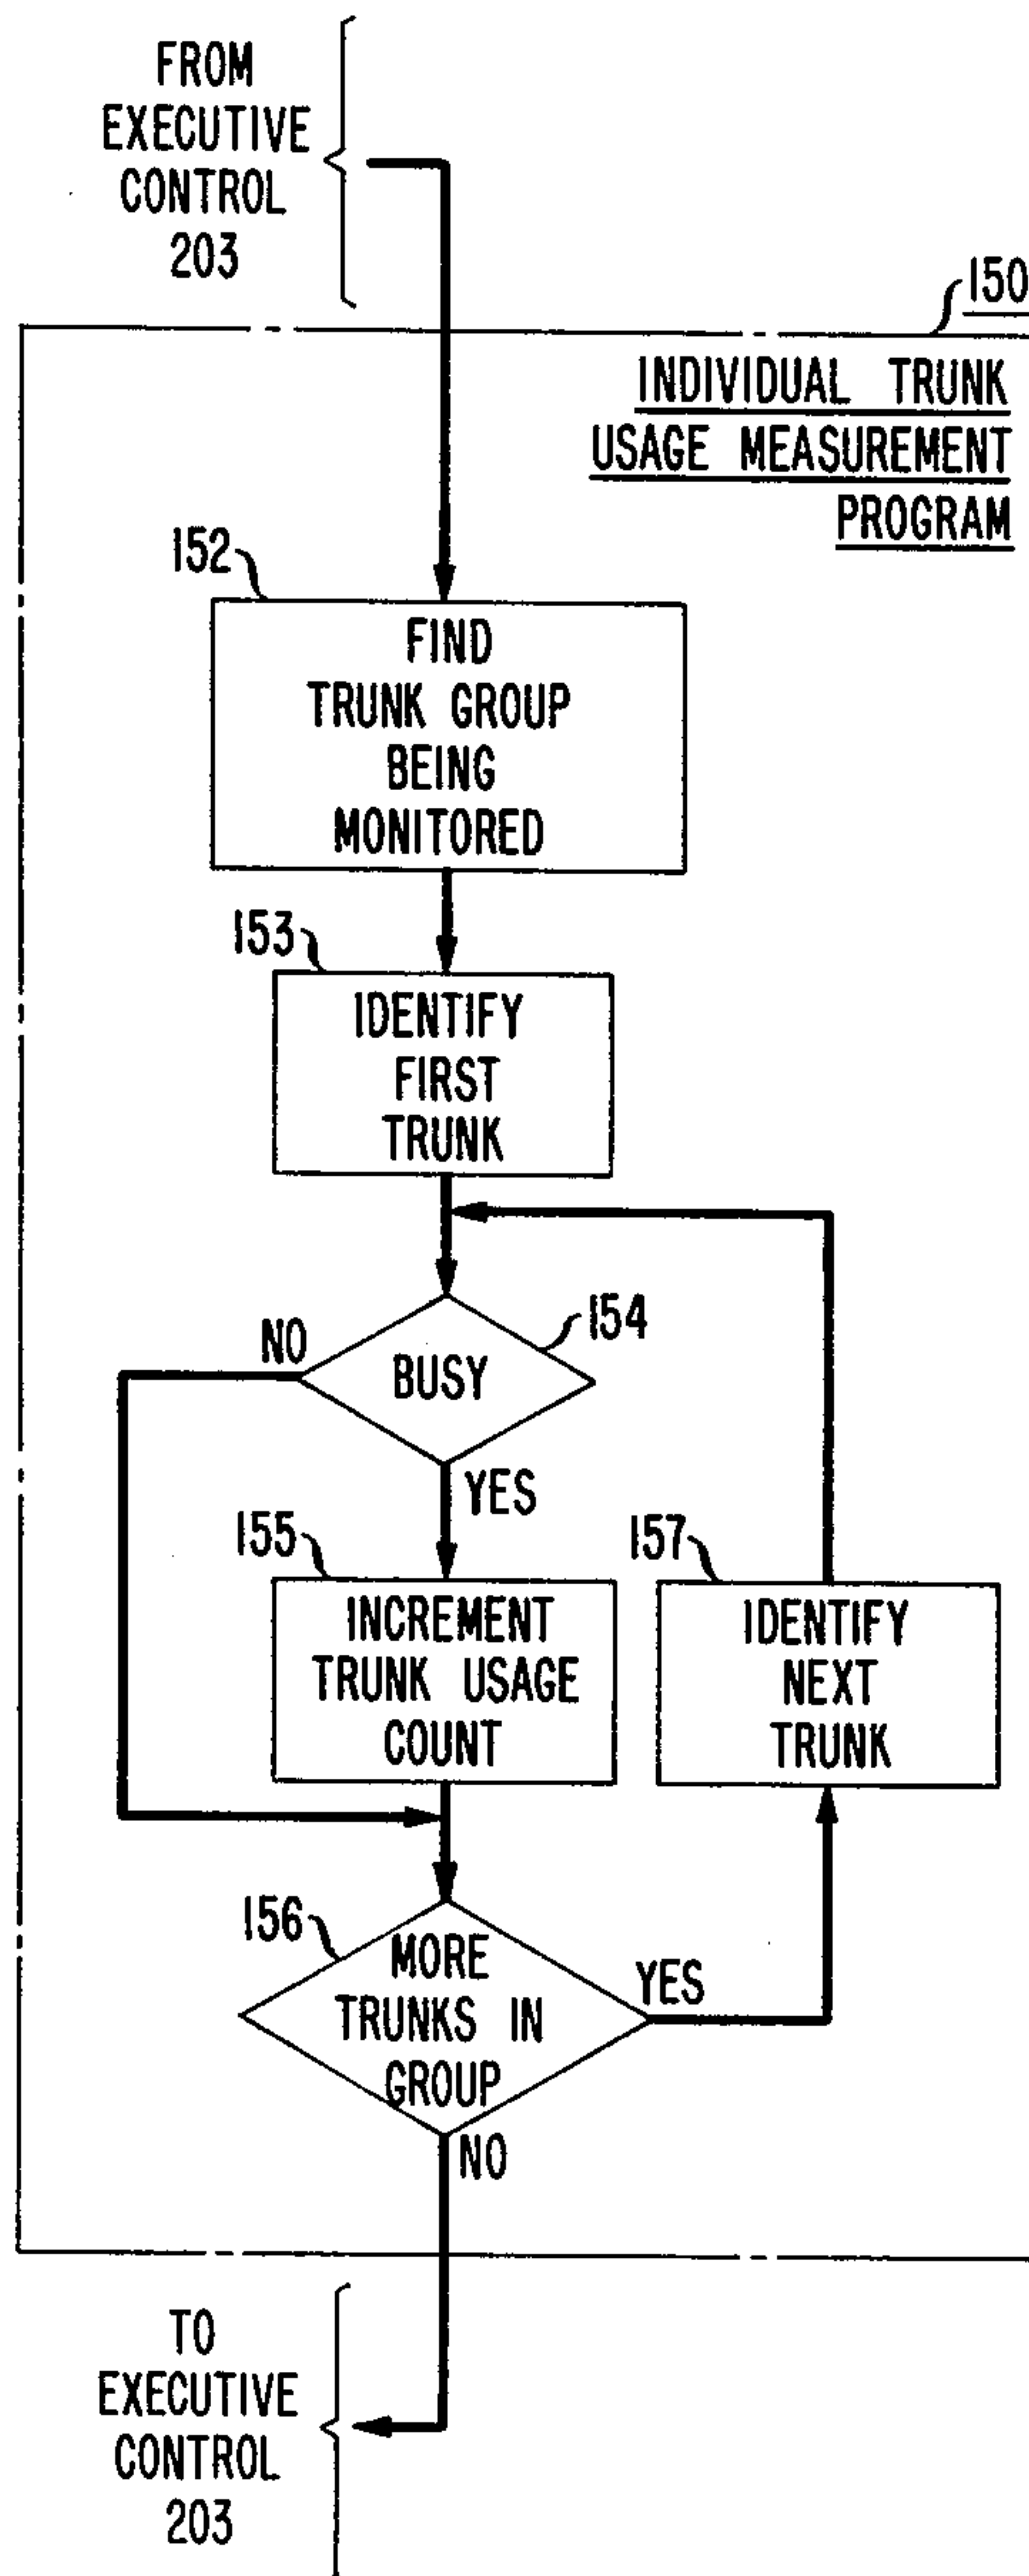 FROM
EXECUTIVE
CONTROL
203
150
INDIVIDUAL TRUNK
USAGE MEASUREMENT
PROGRAM
152
FIND
TRUNK GROUP
BEING
MONITORED
153
IDENTIFY
FIRST
TRUNK
154
NO
BUSY
YES
155
INCREMENT
TRUNK USAGE
COUNT
157
IDENTIFY
NEXT
TRUNK
156
MORE
TRUNKS IN
GROUP
YES
NO
TO
EXECUTIVE
CONTROL
203